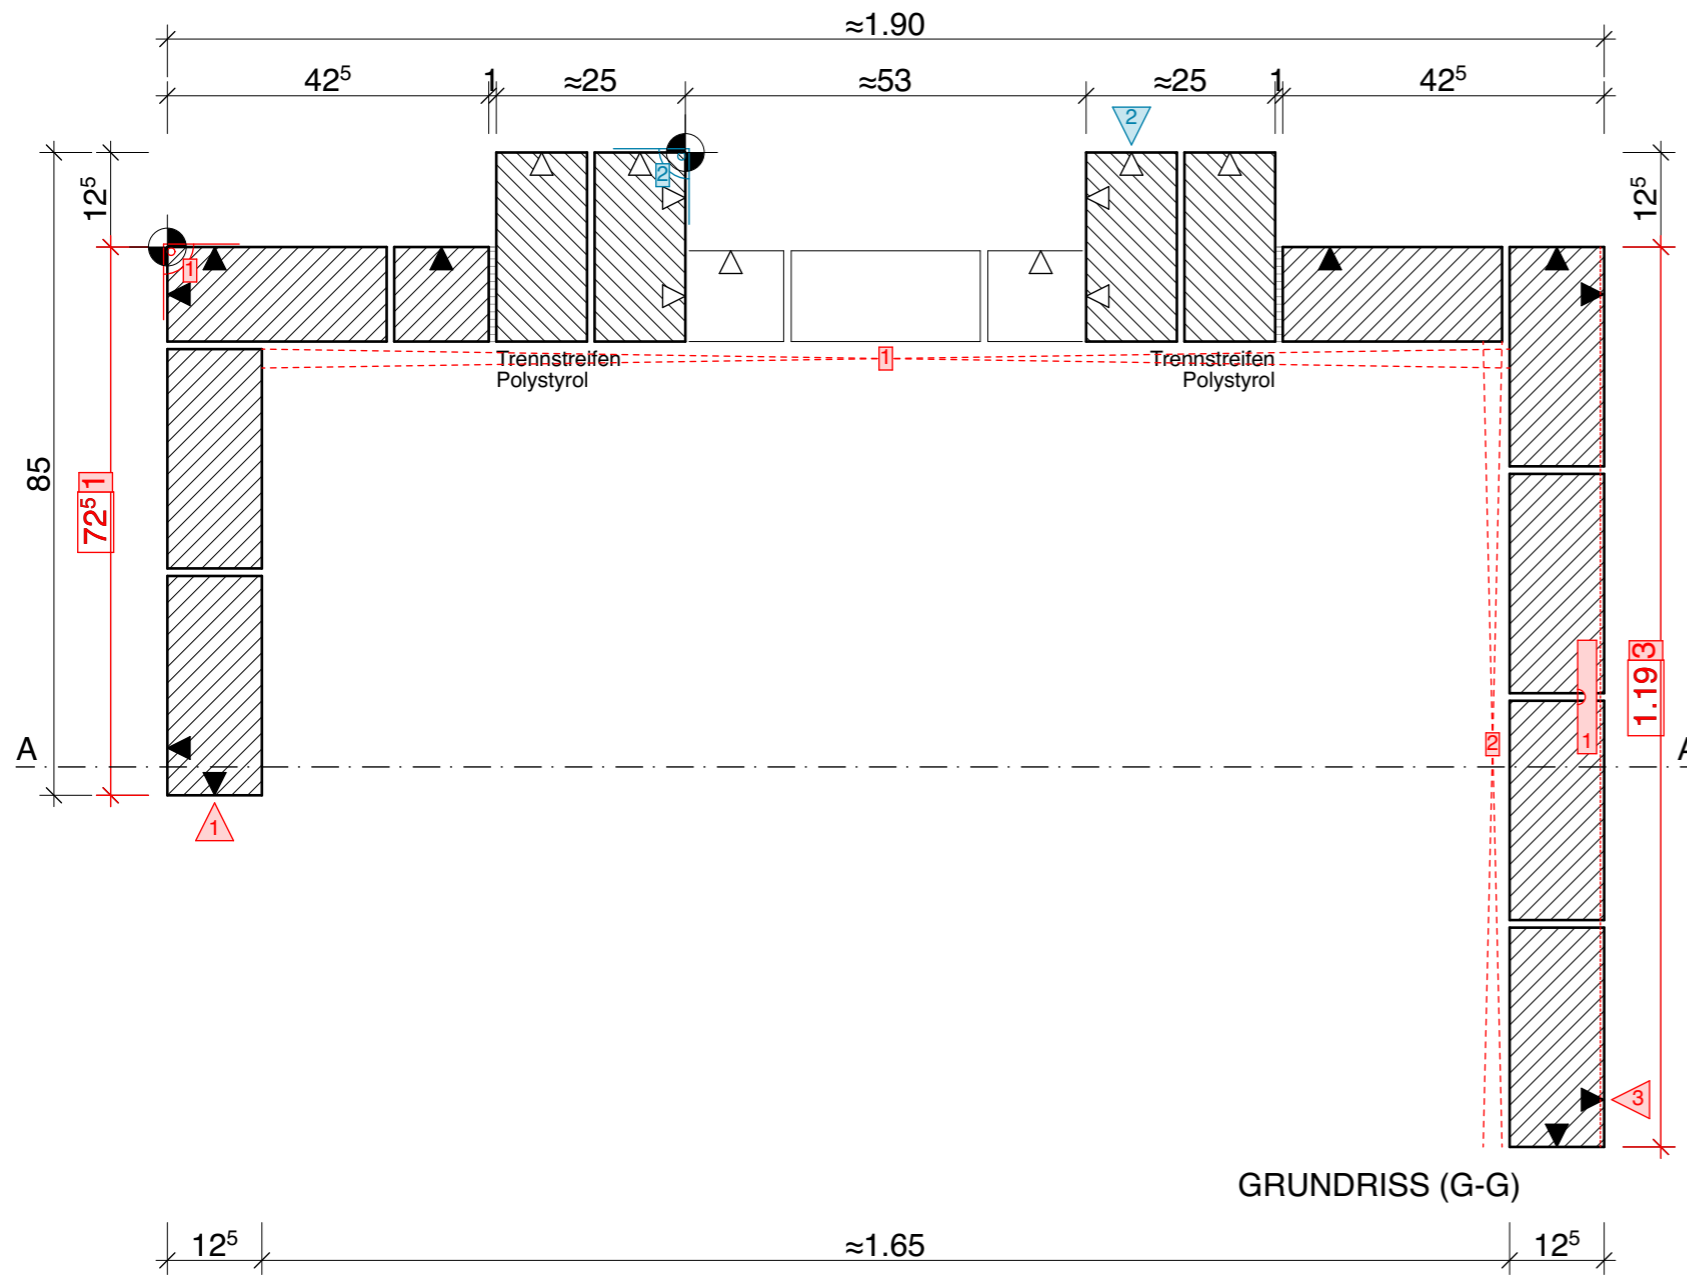 ≈1.90
42⁵ 1 ≈25 ≈53 ≈25 1 42⁵
2
12⁵
12⁵
2
1
Trennstreifen
Polystyrol
1
Trennstreifen
Polystyrol
85
72⁵ 1
1.19 3
1
2
A
A
1
3
GRUNDRISS (G-G)
12⁵ ≈1.65 12⁵